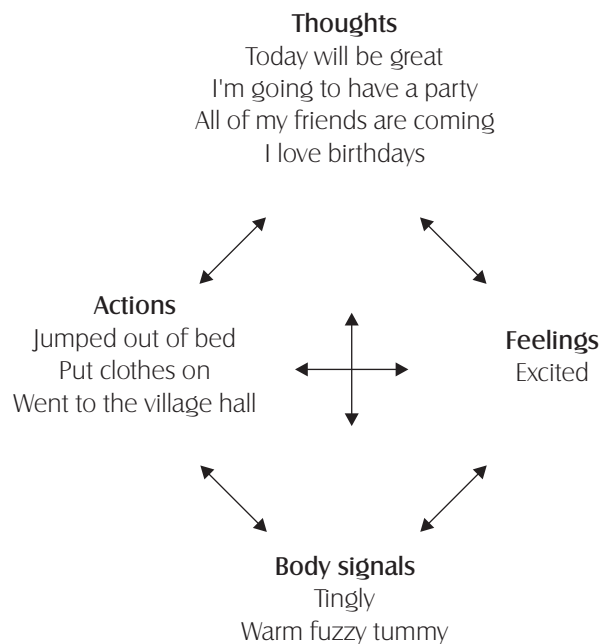 Thoughts
Today will be great
I'm going to have a party
All of my friends are coming
I love birthdays
Actions
Jumped out of bed
Put clothes on
Went to the village hall
Feelings
Excited
Body signals
Tingly
Warm fuzzy tummy